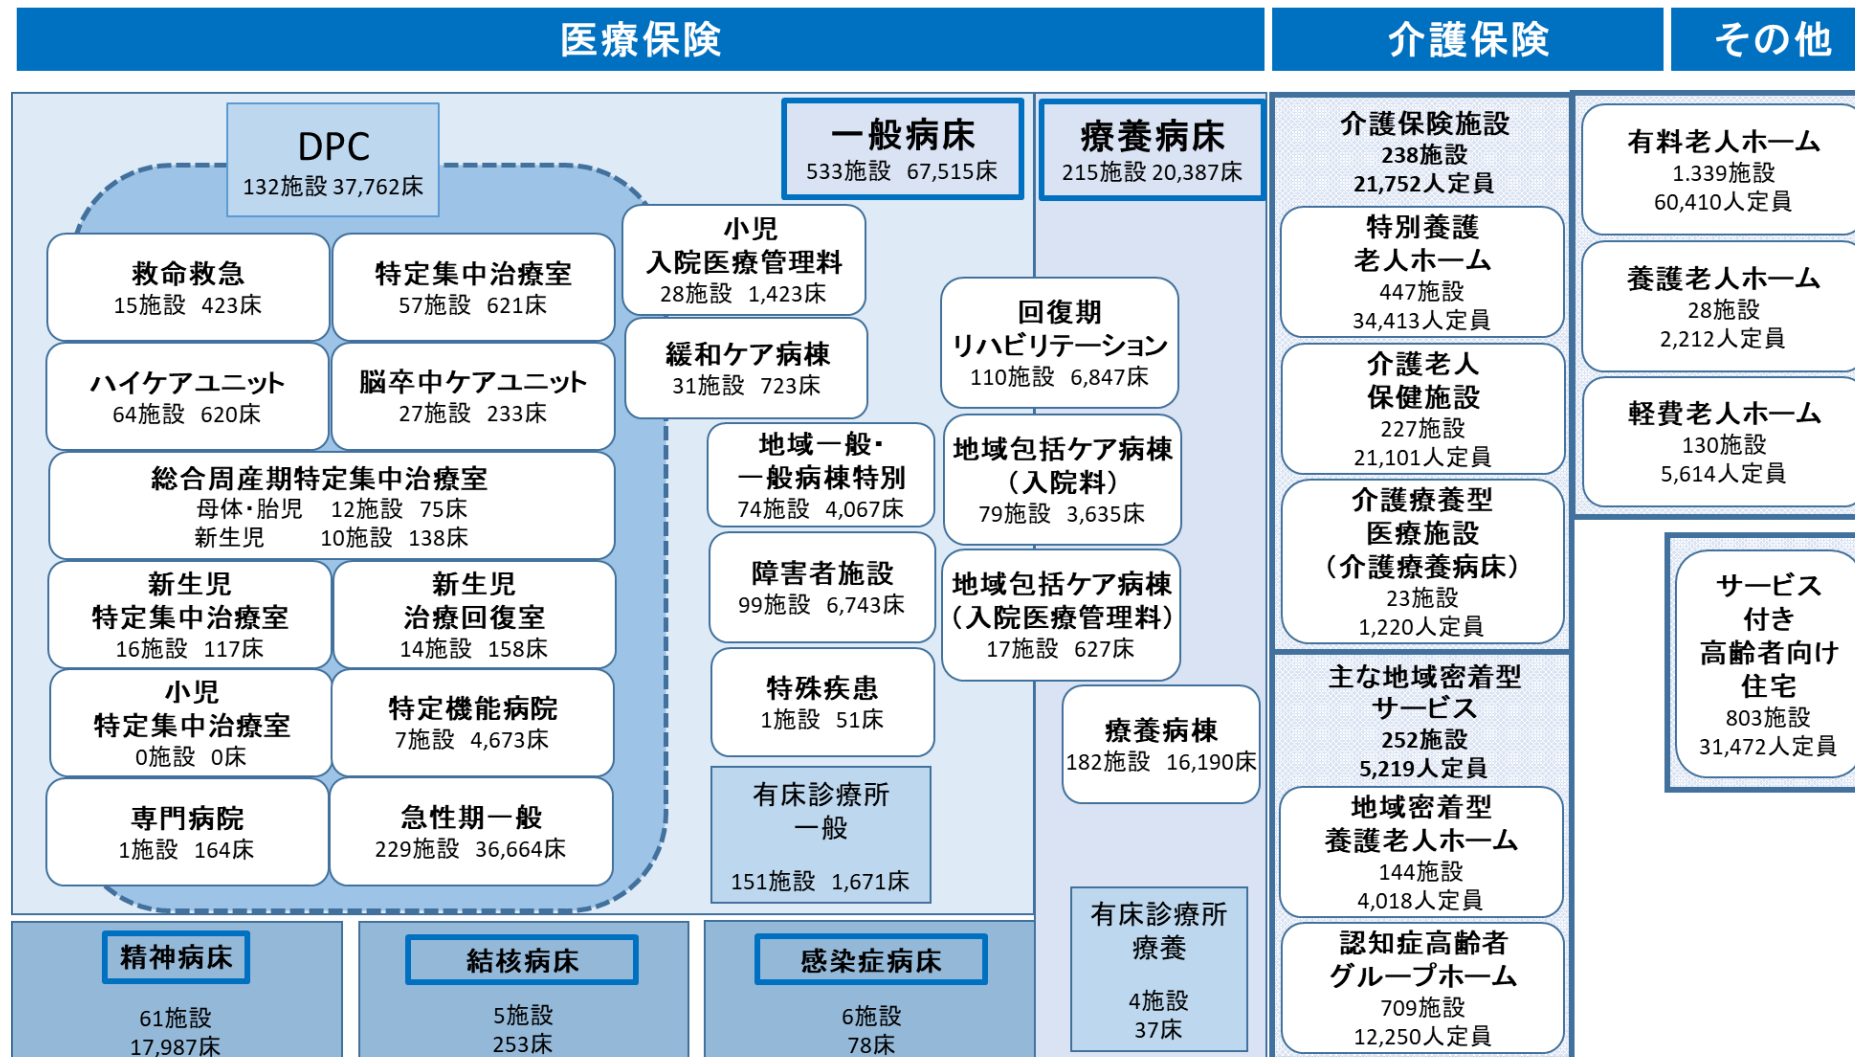 医療保険
介護保険
その他
DPC
132施設 37,762床
一般病床
533施設 67,515床
療養病床
215施設 20,387床
救命救急
15施設 423床
特定集中治療室
57施設 621床
ハイケアユニット
64施設 620床
脳卒中ケアユニット
27施設 233床
総合周産期特定集中治療室
母体・胎児 12施設 75床
新生児 10施設 138床
新生児
特定集中治療室
16施設 117床
新生児
治療回復室
14施設 158床
小児
特定集中治療室
0施設 0床
特定機能病院
7施設 4,673床
専門病院
1施設 164床
急性期一般
229施設 36,664床
小児
入院医療管理料
28施設 1,423床
緩和ケア病棟
31施設 723床
地域一般・
一般病棟特別
74施設 4,067床
障害者施設
99施設 6,743床
特殊疾患
1施設 51床
有床診療所
一般
151施設 1,671床
回復期
リハビリテーション
110施設 6,847床
地域包括ケア病棟
（入院料）
79施設 3,635床
地域包括ケア病棟
（入院医療管理料）
17施設 627床
療養病棟
182施設 16,190床
有床診療所
療養
4施設
37床
精神病床
61施設
17,987床
結核病床
5施設
253床
感染症病床
6施設
78床
介護保険施設
238施設
21,752人定員
特別養護
老人ホーム
447施設
34,413人定員
介護老人
保健施設
227施設
21,101人定員
介護療養型
医療施設
（介護療養病床）
23施設
1,220人定員
主な地域密着型
サービス
252施設
5,219人定員
地域密着型
養護老人ホーム
144施設
4,018人定員
認知症高齢者
グループホーム
709施設
12,250人定員
有料老人ホーム
1.339施設
60,410人定員
養護老人ホーム
28施設
2,212人定員
軽費老人ホーム
130施設
5,614人定員
サービス
付き
高齢者向け
住宅
803施設
31,472人定員